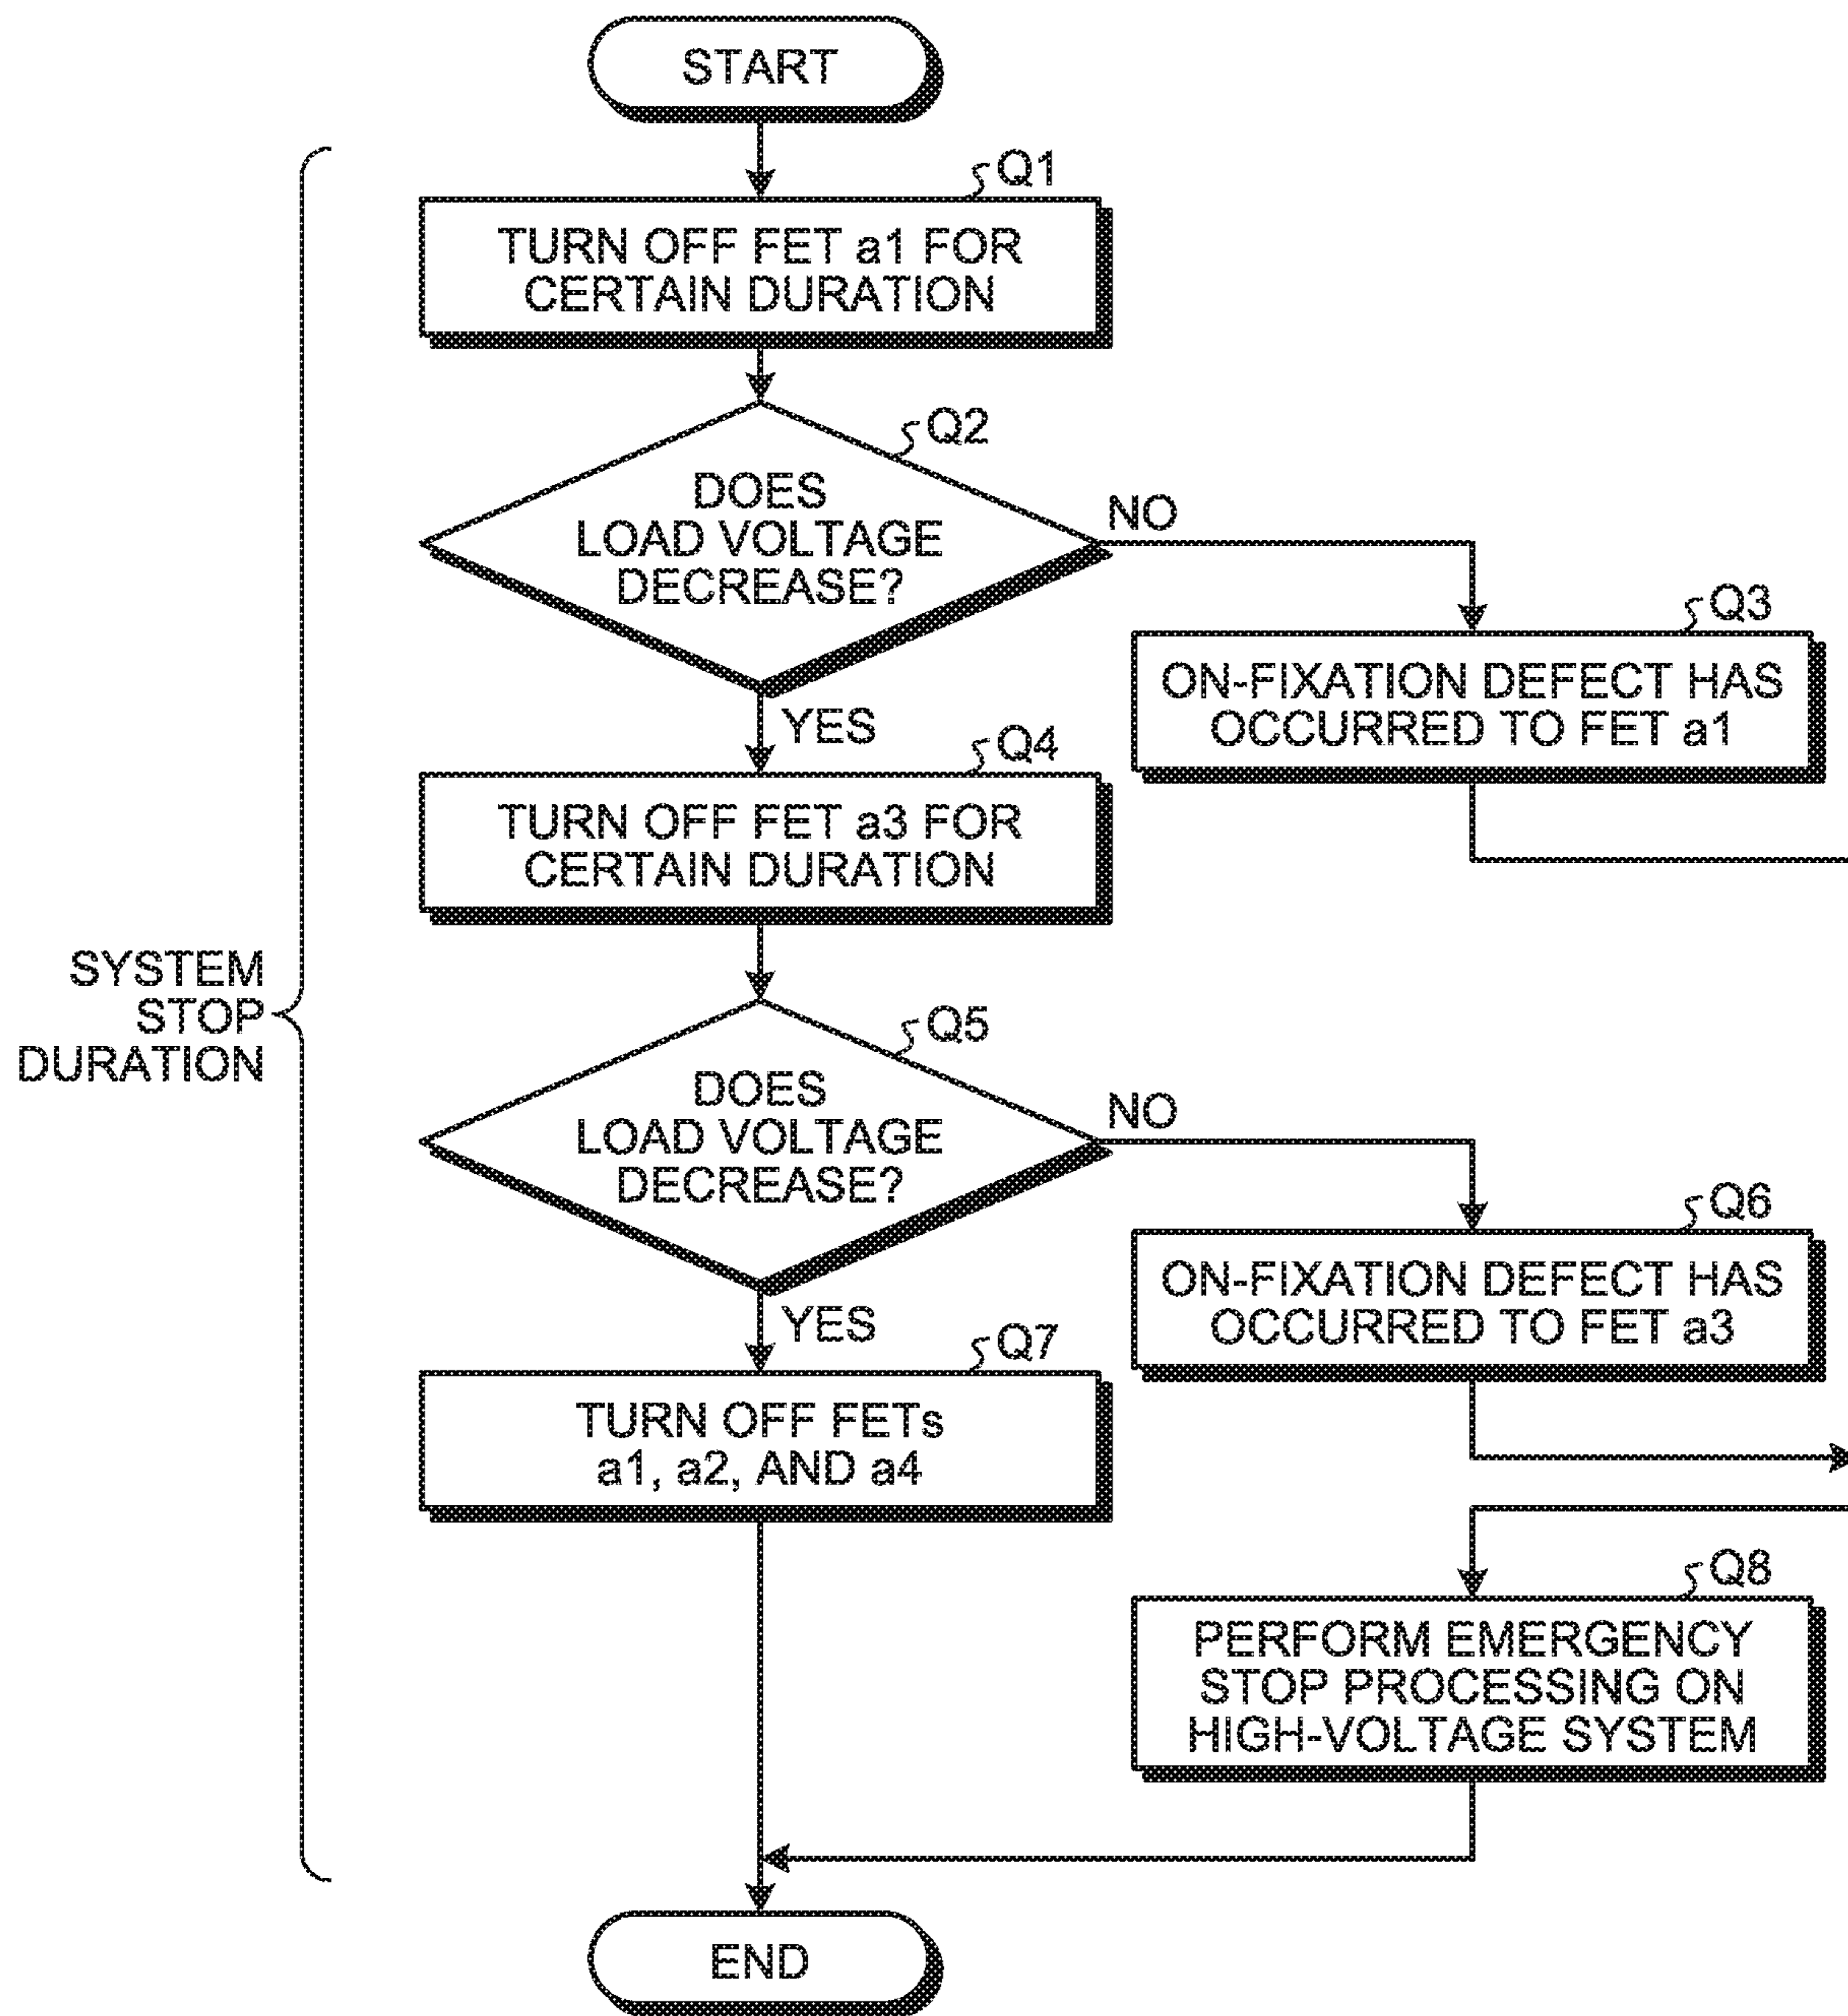 START
Q1
TURN OFF FET a1 FOR
CERTAIN DURATION
Q2
DOES
LOAD VOLTAGE
DECREASE?
NO
YES
Q3
ON-FIXATION DEFECT HAS
OCCURRED TO FET a1
Q4
TURN OFF FET a3 FOR
CERTAIN DURATION
SYSTEM
STOP
DURATION
Q5
DOES
LOAD VOLTAGE
DECREASE?
NO
YES
Q6
ON-FIXATION DEFECT HAS
OCCURRED TO FET a3
Q7
TURN OFF FETs
a1, a2, AND a4
Q8
PERFORM EMERGENCY
STOP PROCESSING ON
HIGH-VOLTAGE SYSTEM
END